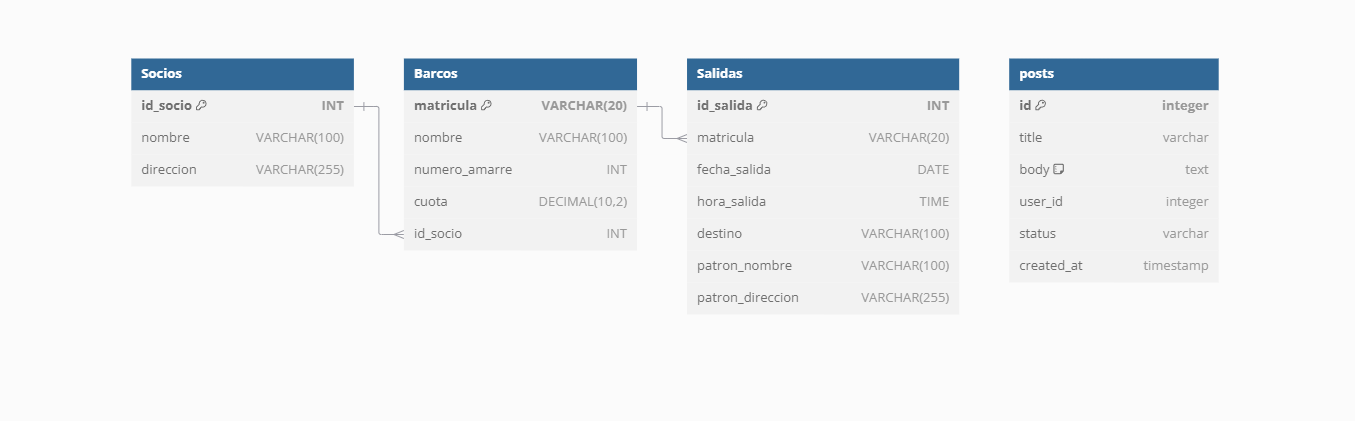 Socios
id_socio INT
nombre VARCHAR(100)
direccion VARCHAR(255)
Barcos
matricula VARCHAR(20)
nombre VARCHAR(100)
numero_amarre INT
cuota DECIMAL(10,2)
id_socio INT
Salidas
id_salida INT
matricula VARCHAR(20)
fecha_salida DATE
hora_salida TIME
destino VARCHAR(100)
patron_nombre VARCHAR(100)
patron_direccion VARCHAR(255)
posts
id integer
title varchar
body text
user_id integer
status varchar
created_at timestamp